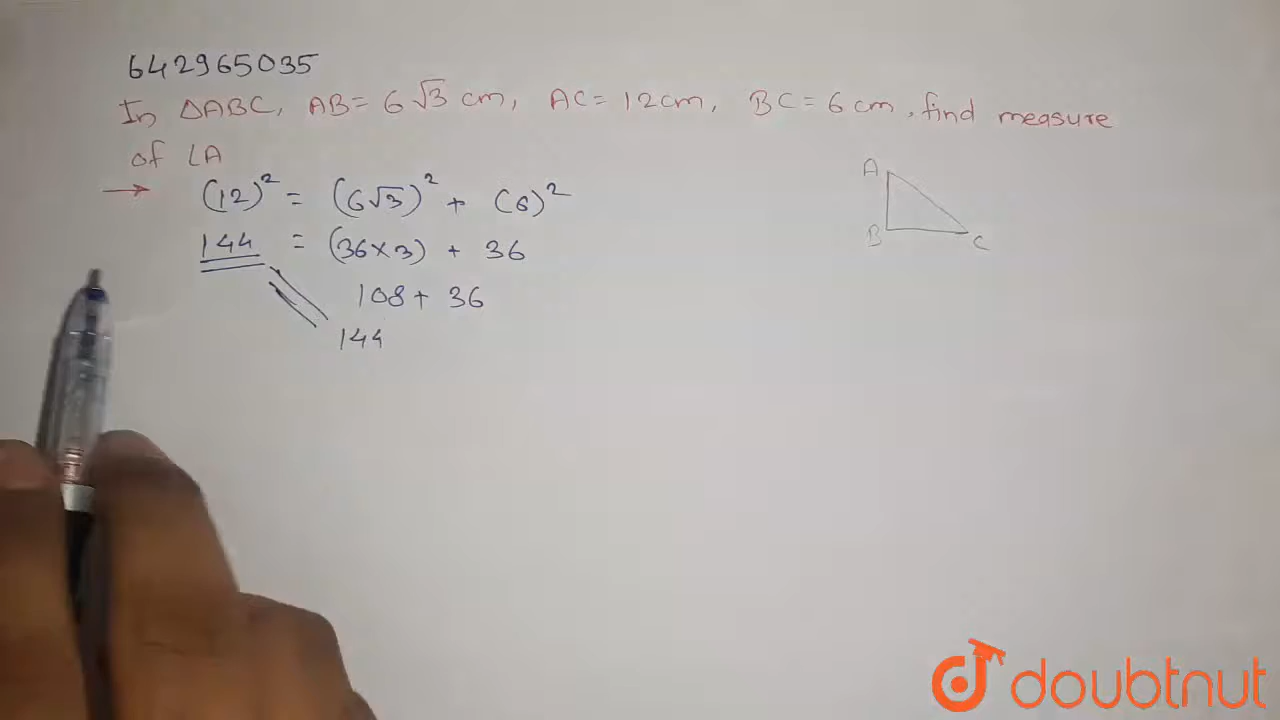 642965035
In △ABC, AB = 6√3 cm, AC = 12cm, BC = 6 cm, find measure
of ∠A
→ (12)² = (6√3)² + (6)²
144 = (36×3) + 36
108 + 36
144
A
B
C
doubtnut